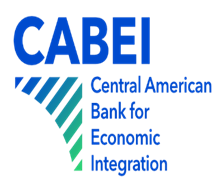 CABEI
Central American
Bank for
Economic
Integration